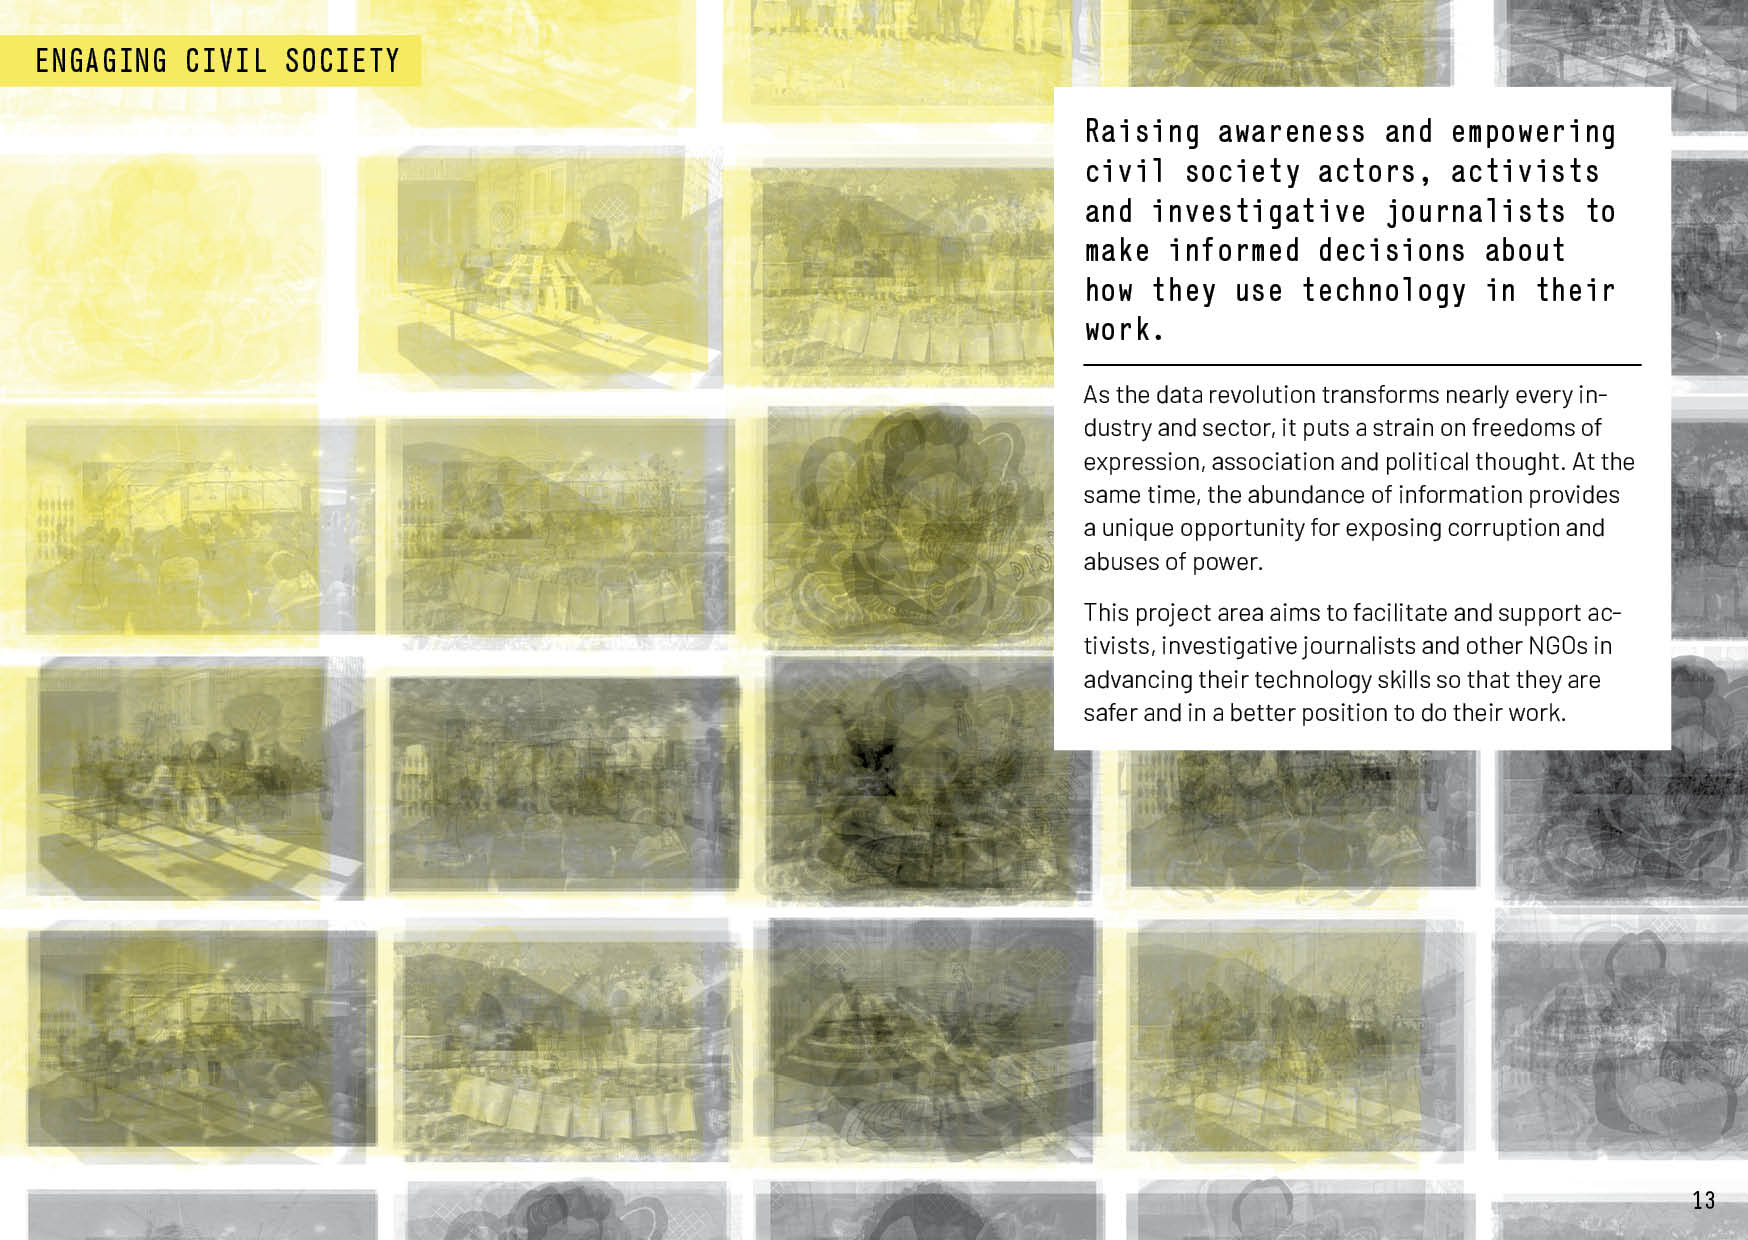 ENGAGING CIVIL SOCIETY
Raising awareness and empowering
civil society actors, activists
and investigative journalists to
make informed decisions about
how they use technology in their
work.
As the data revolution transforms nearly every in-
dustry and sector, it puts a strain on freedoms of
expression, association and political thought. At the
same time, the abundance of information provides
a unique opportunity for exposing corruption and
abuses of power.
This project area aims to facilitate and support ac-
tivists, investigative journalists and other NGOs in
advancing their technology skills so that they are
safer and in a better position to do their work.
13